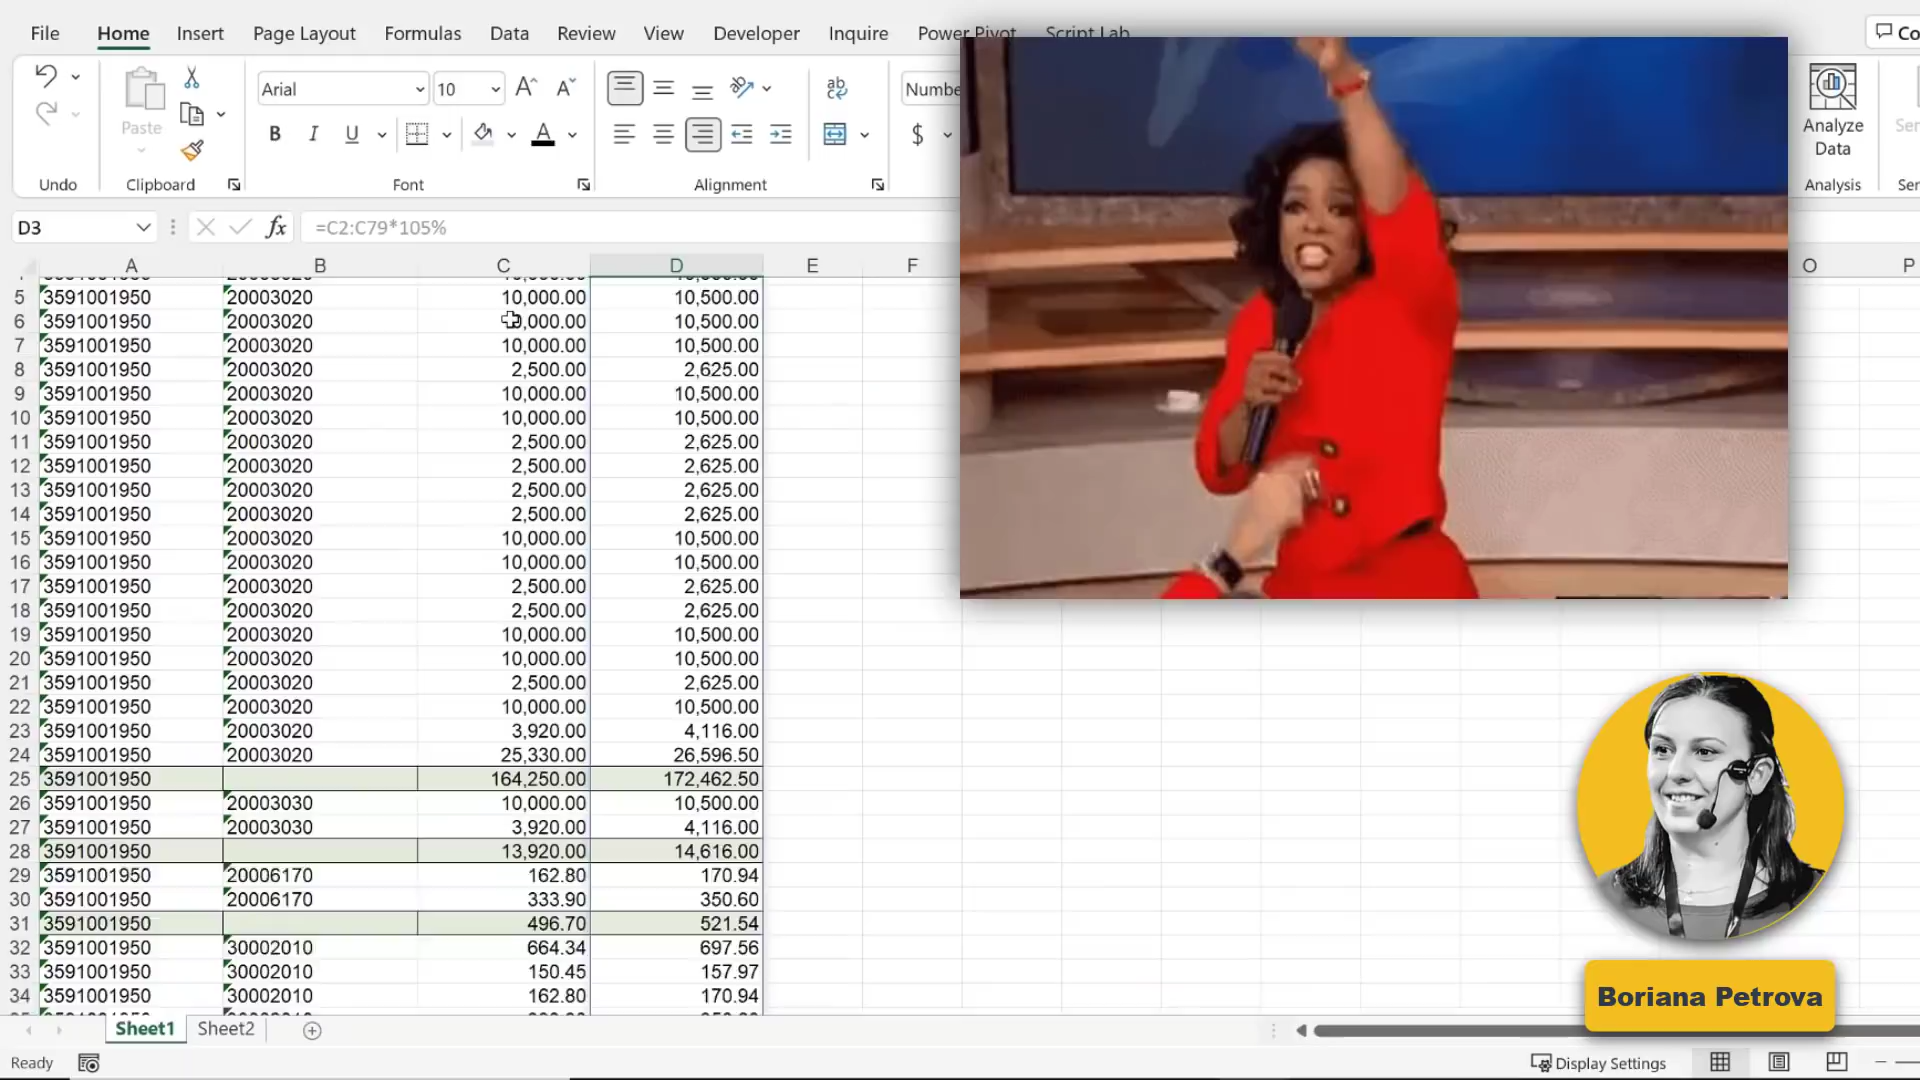 File Home Insert Page Layout Formulas Data Review View Developer Inquire Power Pivot Script Lab
Arial 10
Paste
B I U A $
Analyze
Data
Undo Clipboard Font Alignment Analysis
D3 fx =C2:C79*105%
A B C D E F O P
5 3591001950 20003020 10,000.00 10,500.00
6 3591001950 20003020 ,000.00 10,500.00
7 3591001950 20003020 10,000.00 10,500.00
8 3591001950 20003020 2,500.00 2,625.00
9 3591001950 20003020 10,000.00 10,500.00
10 3591001950 20003020 10,000.00 10,500.00
11 3591001950 20003020 2,500.00 2,625.00
12 3591001950 20003020 2,500.00 2,625.00
13 3591001950 20003020 2,500.00 2,625.00
14 3591001950 20003020 2,500.00 2,625.00
15 3591001950 20003020 10,000.00 10,500.00
16 3591001950 20003020 10,000.00 10,500.00
17 3591001950 20003020 2,500.00 2,625.00
18 3591001950 20003020 2,500.00 2,625.00
19 3591001950 20003020 10,000.00 10,500.00
20 3591001950 20003020 10,000.00 10,500.00
21 3591001950 20003020 2,500.00 2,625.00
22 3591001950 20003020 10,000.00 10,500.00
23 3591001950 20003020 3,920.00 4,116.00
24 3591001950 20003020 25,330.00 26,596.50
25 3591001950 164,250.00 172,462.50
26 3591001950 20003030 10,000.00 10,500.00
27 3591001950 20003030 3,920.00 4,116.00
28 3591001950 13,920.00 14,616.00
29 3591001950 20006170 162.80 170.94
30 3591001950 20006170 333.90 350.60
31 3591001950 496.70 521.54
32 3591001950 30002010 664.34 697.56
33 3591001950 30002010 150.45 157.97
34 3591001950 30002010 162.80 170.94
Boriana Petrova
Sheet1 Sheet2
Ready Display Settings